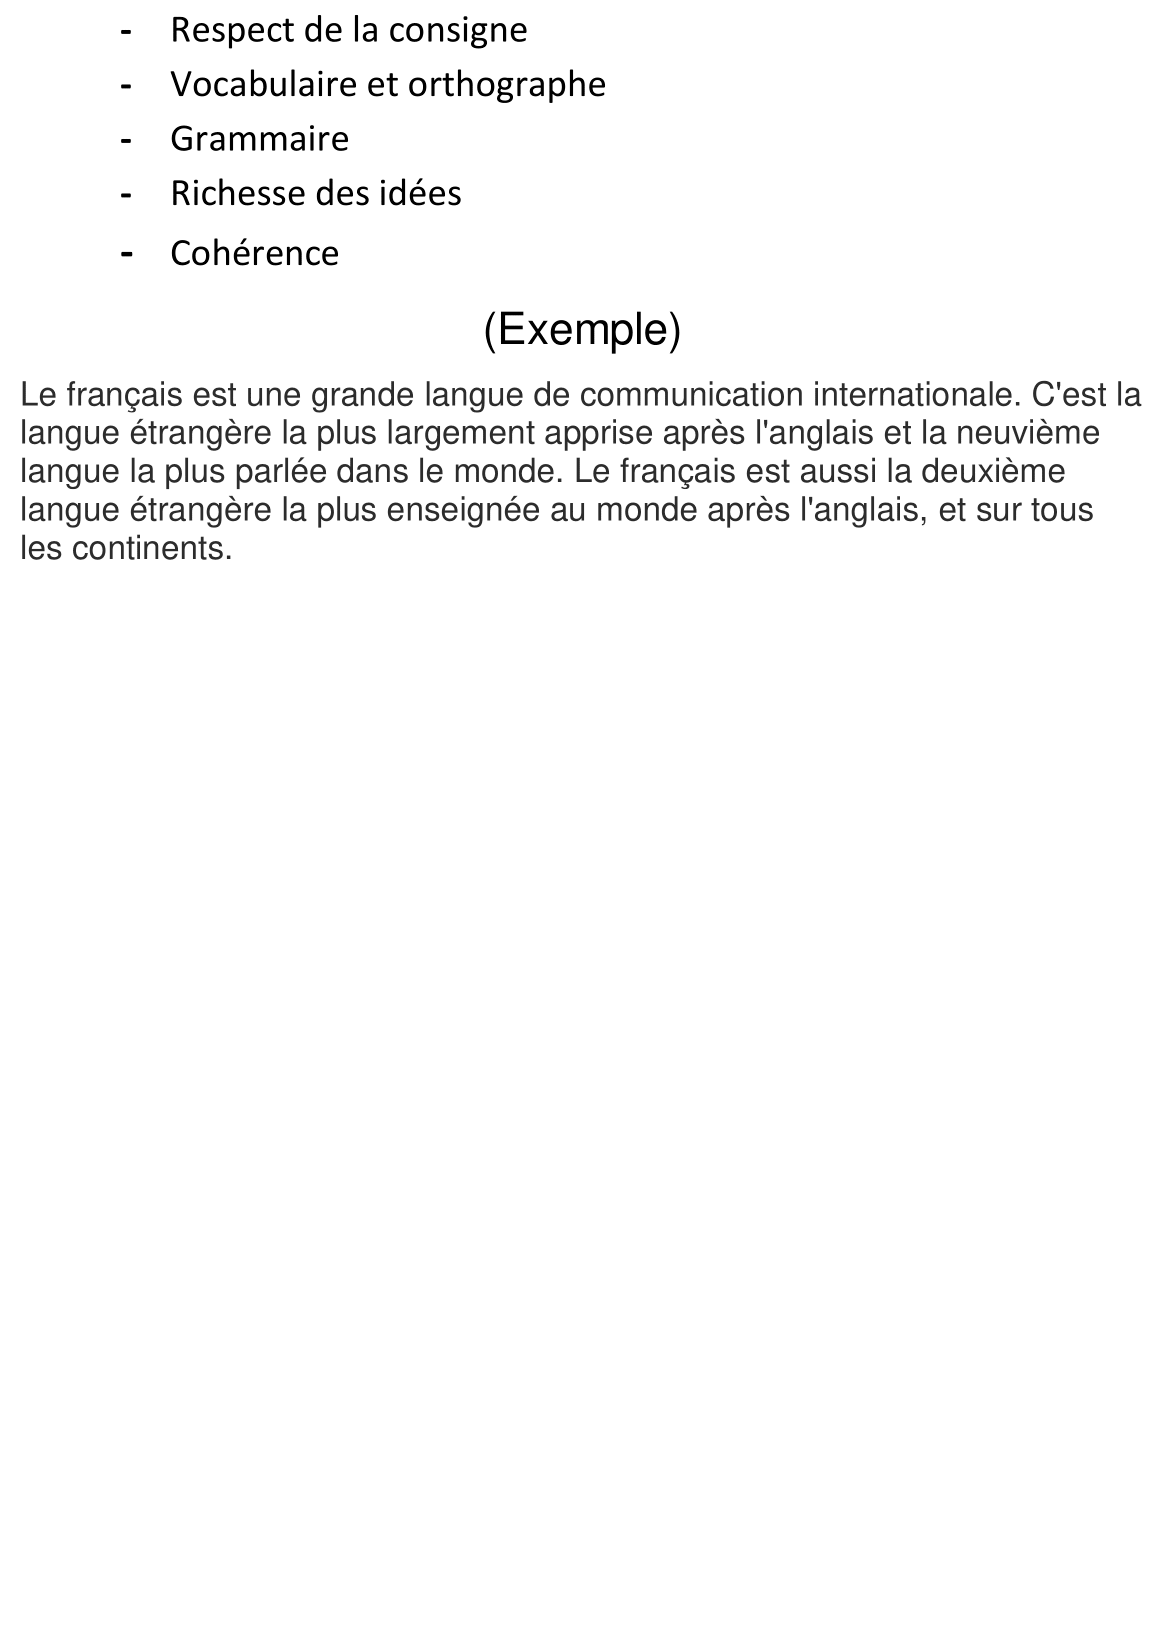 - Respect de la consigne
- Vocabulaire et orthographe
- Grammaire
- Richesse des idées
- Cohérence
(Exemple)
Le français est une grande langue de communication internationale. C'est la
langue étrangère la plus largement apprise après l'anglais et la neuvième
langue la plus parlée dans le monde. Le français est aussi la deuxième
langue étrangère la plus enseignée au monde après l'anglais, et sur tous
les continents.